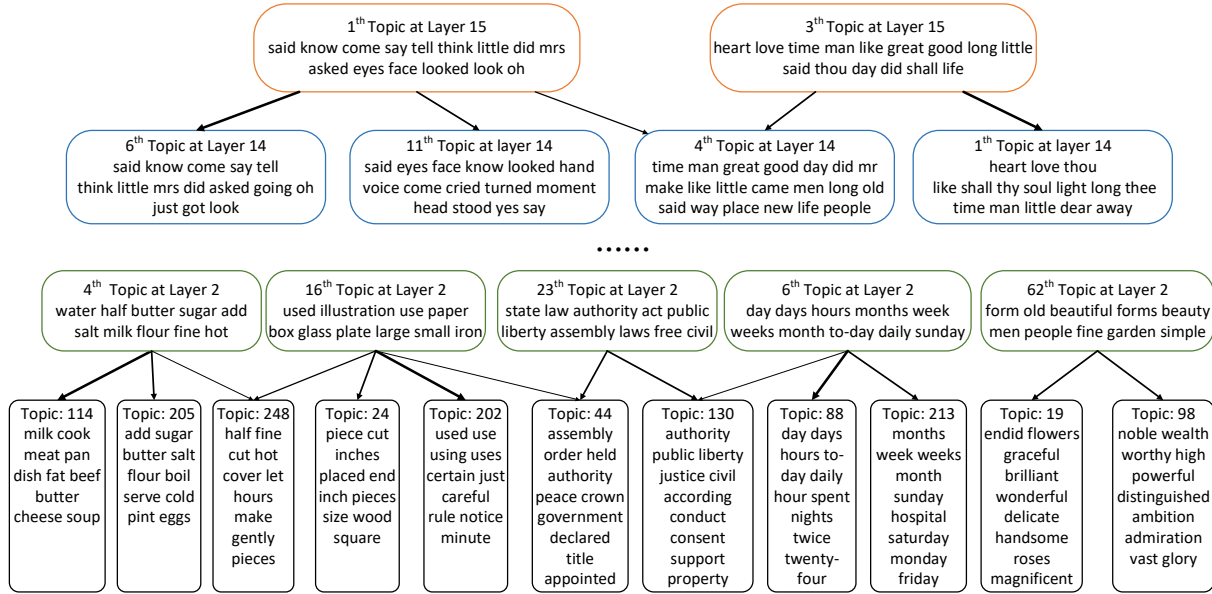 1th Topic at Layer 15
said know come say tell think little did mrs
asked eyes face looked look oh
3th Topic at Layer 15
heart love time man like great good long little
said thou day did shall life
6th Topic at Layer 14
said know come say tell
think little mrs did asked going oh
just got look
11th Topic at layer 14
said eyes face know looked hand
voice come cried turned moment
head stood yes say
4th Topic at Layer 14
time man great good day did mr
make like little came men long old
said way place new life people
1th Topic at layer 14
heart love thou
like shall thy soul light long thee
time man little dear away
......
4th Topic at Layer 2
water half butter sugar add
salt milk flour fine hot
16th Topic at Layer 2
used illustration use paper
box glass plate large small iron
23th Topic at Layer 2
state law authority act public
liberty assembly laws free civil
6th Topic at Layer 2
day days hours months week
weeks month to-day daily sunday
62th Topic at Layer 2
form old beautiful forms beauty
men people fine garden simple
Topic: 114
milk cook
meat pan
dish fat beef
butter
cheese soup
Topic: 205
add sugar
butter salt
flour boil
serve cold
pint eggs
Topic: 248
half fine
cut hot
cover let
hours
make
gently
pieces
Topic: 24
piece cut
inches
placed end
inch pieces
size wood
square
Topic: 202
used use
using uses
certain just
careful
rule notice
minute
Topic: 44
assembly
order held
authority
peace crown
government
declared
title
appointed
Topic: 130
authority
public liberty
justice civil
according
conduct
consent
support
property
Topic: 88
day days
hours to-
day daily
hour spent
nights
twice
twenty-
four
Topic: 213
months
week weeks
month
sunday
hospital
saturday
monday
friday
Topic: 19
endid flowers
graceful
brilliant
wonderful
delicate
handsome
roses
magnificent
Topic: 98
noble wealth
worthy high
powerful
distinguished
ambition
admiration
vast glory